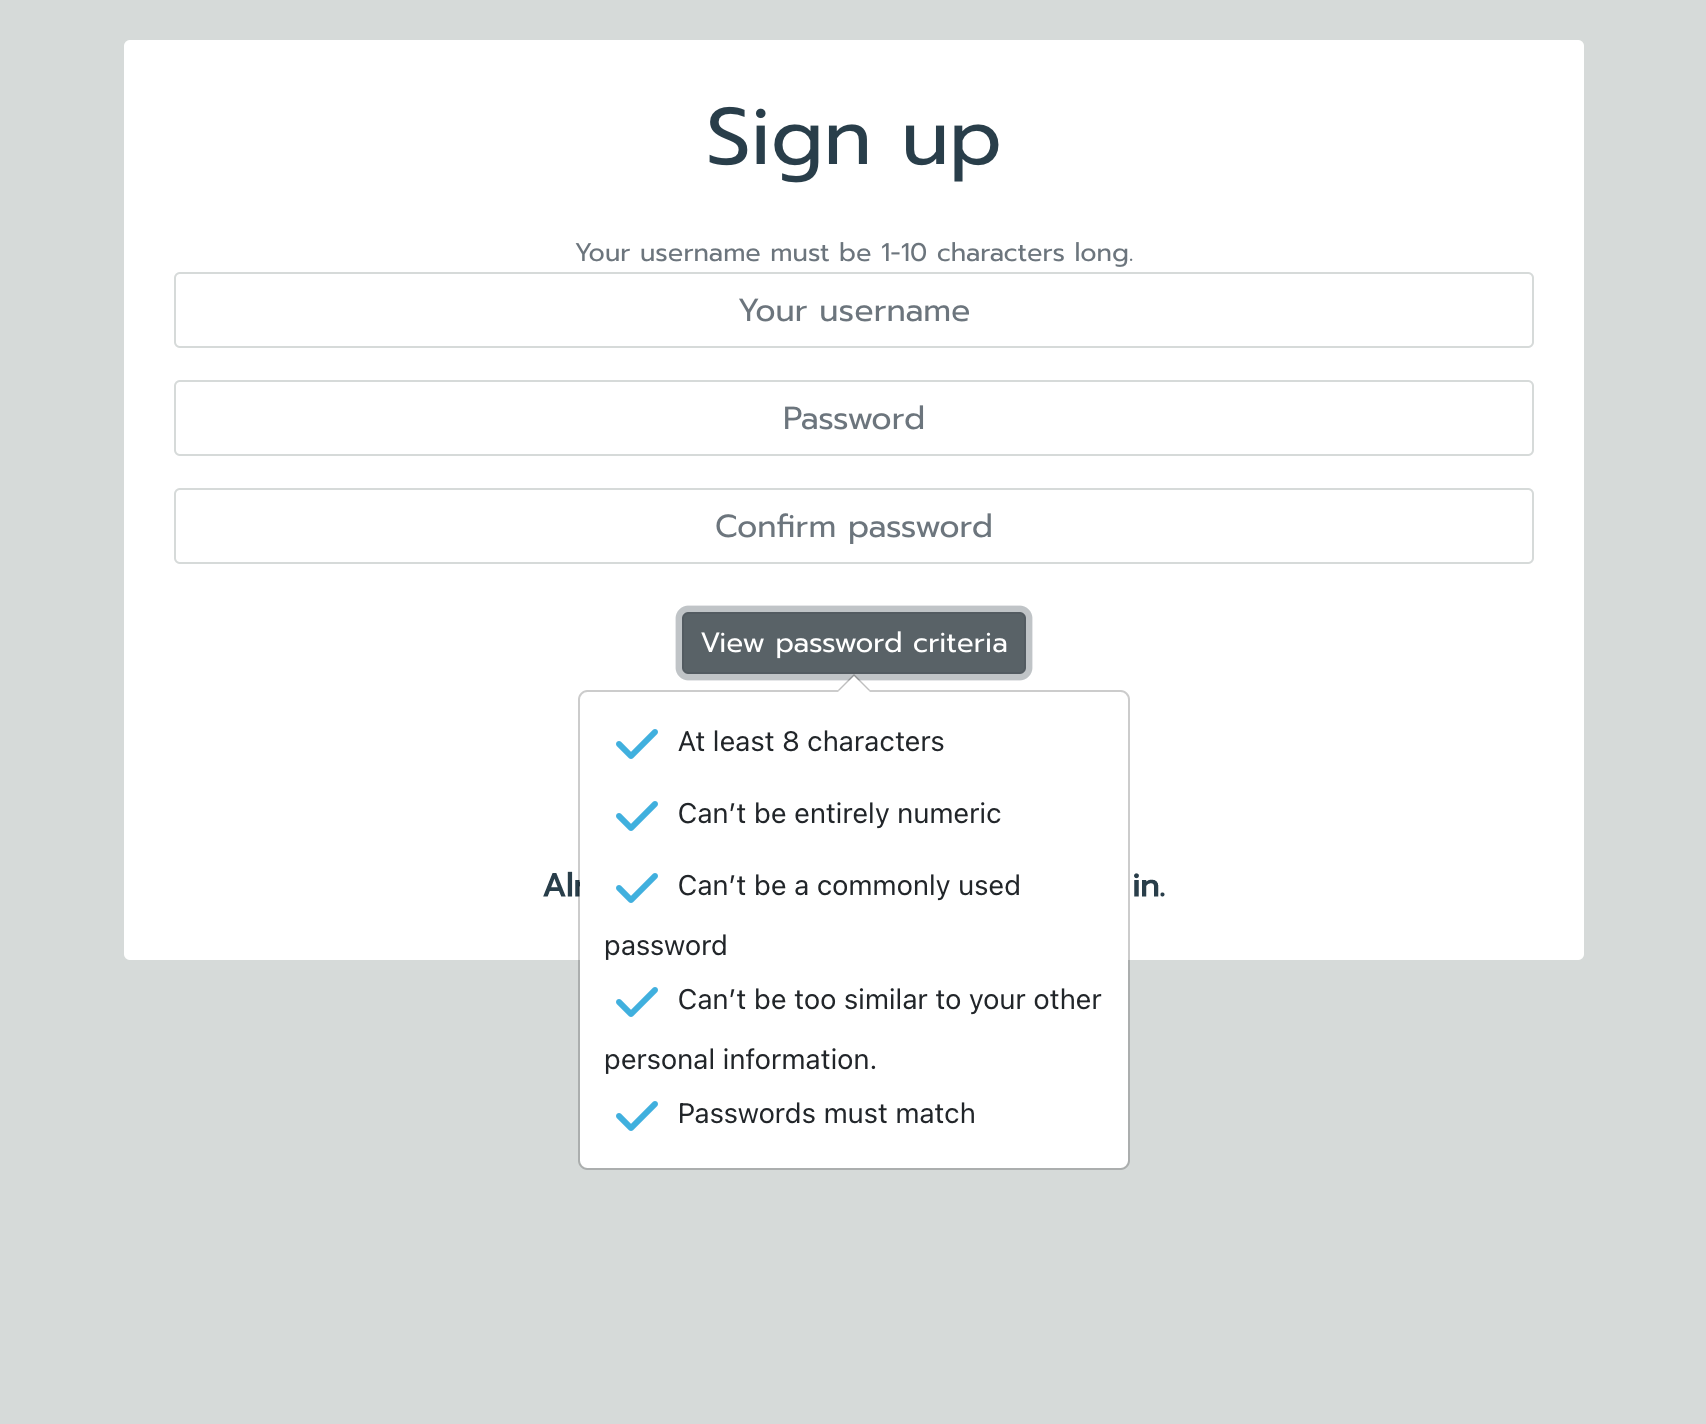 Sign up
Your username must be 1-10 characters long.
Your username
Password
Confirm password
View password criteria
At least 8 characters
Can't be entirely numeric
Can't be a commonly used
password
Can't be too similar to your other
personal information.
Passwords must match
in.